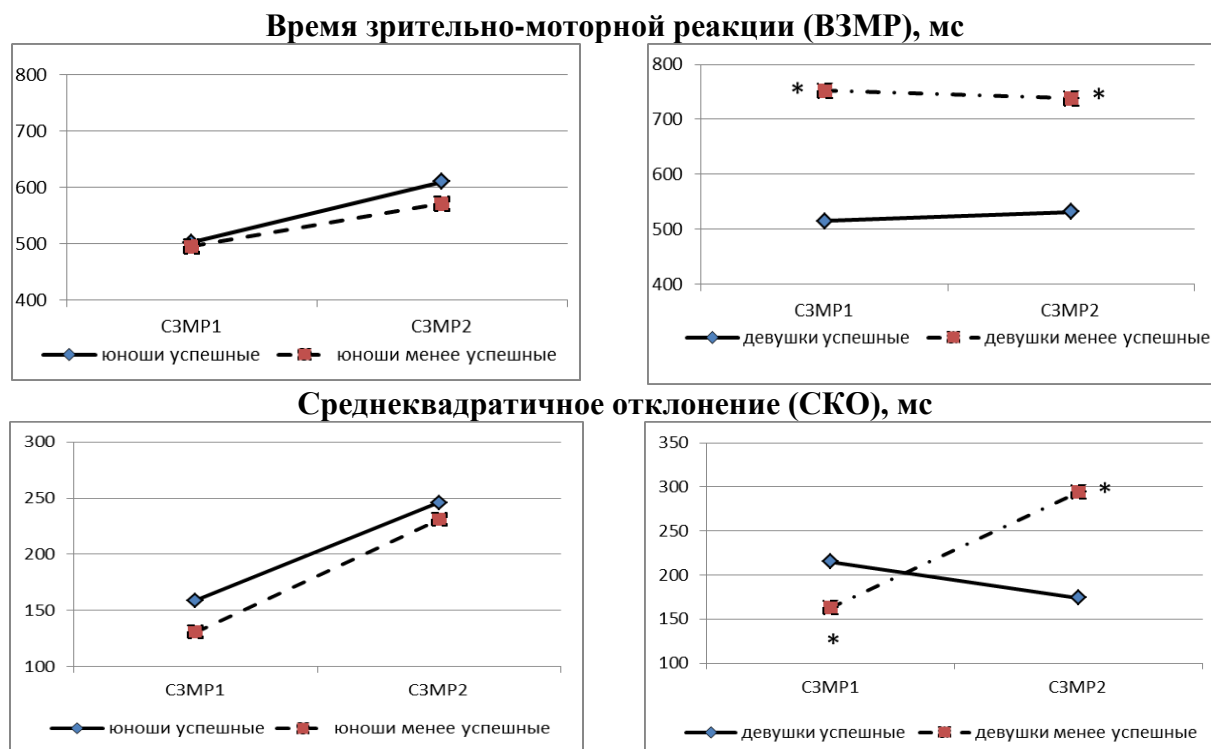 Время зрительно-моторной реакции (ВЗМР), мс
800
700
600
500
400
СЗМР1 СЗМР2
юноши успешные юноши менее успешные
800
700
600
500
400
* *
СЗМР1 СЗМР2
девушки успешные девушки менее успешные
Среднеквадратичное отклонение (СКО), мс
300
250
200
150
100
СЗМР1 СЗМР2
юноши успешные юноши менее успешные
350
300
250
200
150
100
*
*
СЗМР1 СЗМР2
девушки успешные девушки менее успешные